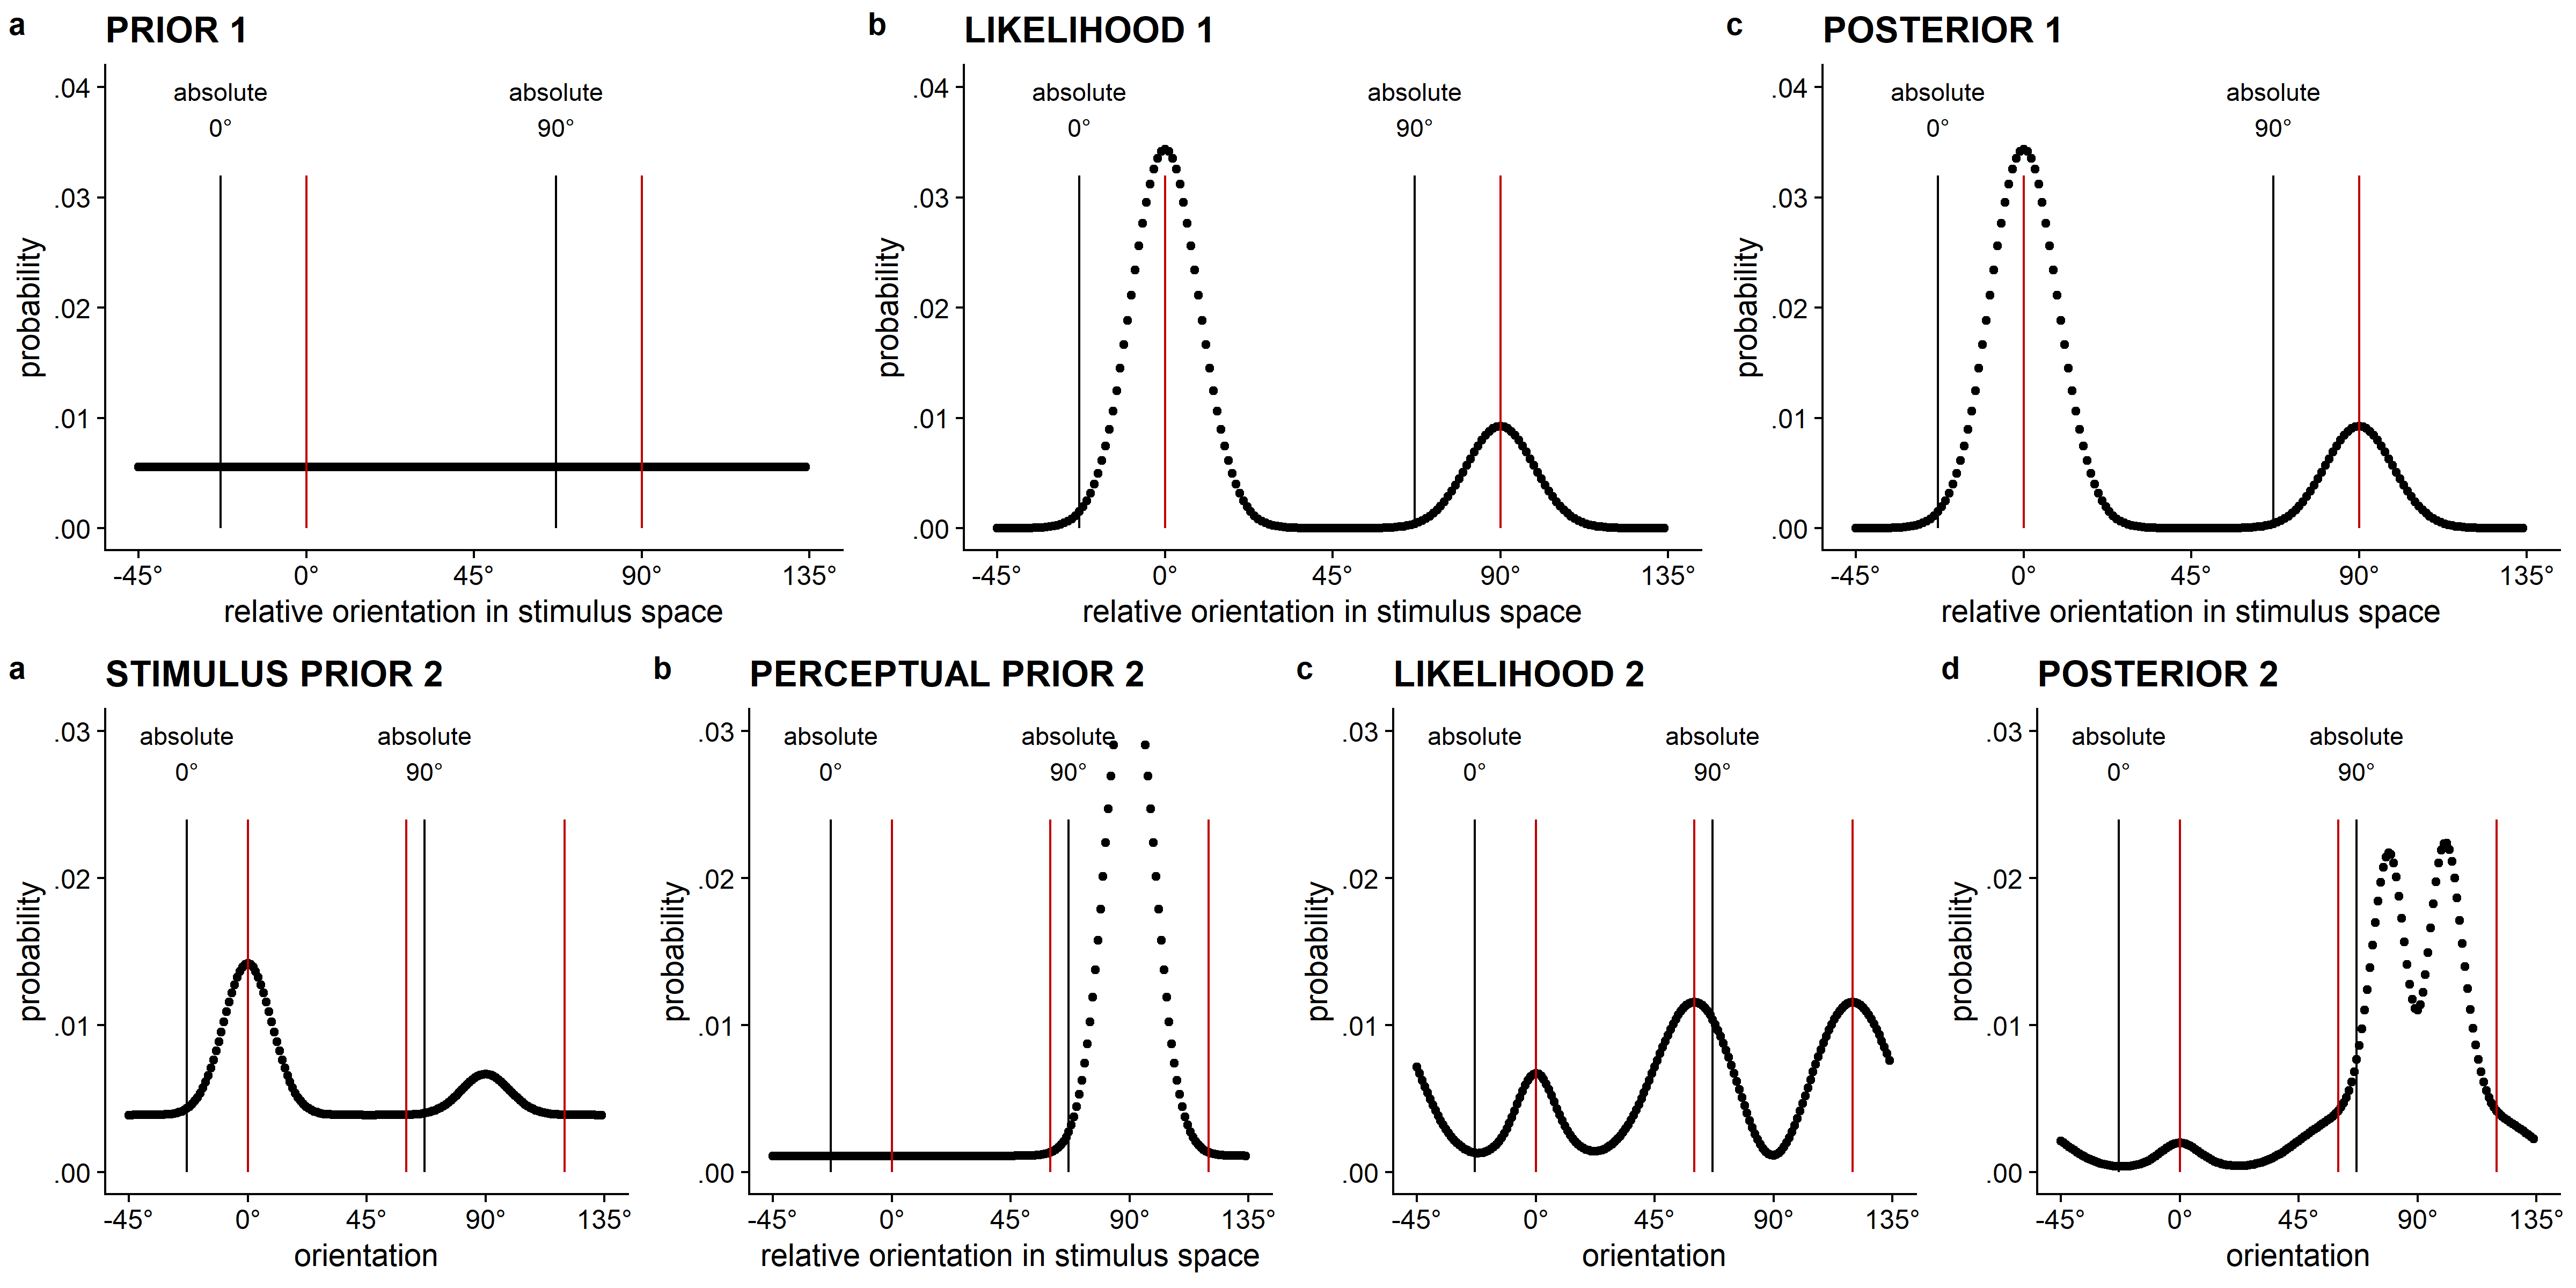 a PRIOR 1
.04
.03
.02
.01
.00
probability
absolute
0°
absolute
90°
-45° 0° 45° 90° 135°
relative orientation in stimulus space
b LIKELIHOOD 1
.04
.03
.02
.01
.00
probability
absolute
0°
absolute
90°
-45° 0° 45° 90° 135°
relative orientation in stimulus space
c POSTERIOR 1
.04
.03
.02
.01
.00
probability
absolute
0°
absolute
90°
-45° 0° 45° 90° 135°
relative orientation in stimulus space
a STIMULUS PRIOR 2
.03
.02
.01
.00
probability
absolute
0°
absolute
90°
-45° 0° 45° 90° 135°
orientation
b PERCEPTUAL PRIOR 2
.03
.02
.01
.00
probability
absolute
0°
absolute
90°
-45° 0° 45° 90° 135°
relative orientation in stimulus space
c LIKELIHOOD 2
.03
.02
.01
.00
probability
absolute
0°
absolute
90°
-45° 0° 45° 90° 135°
orientation
d POSTERIOR 2
.03
.02
.01
.00
probability
absolute
0°
absolute
90°
-45° 0° 45° 90° 135°
orientation